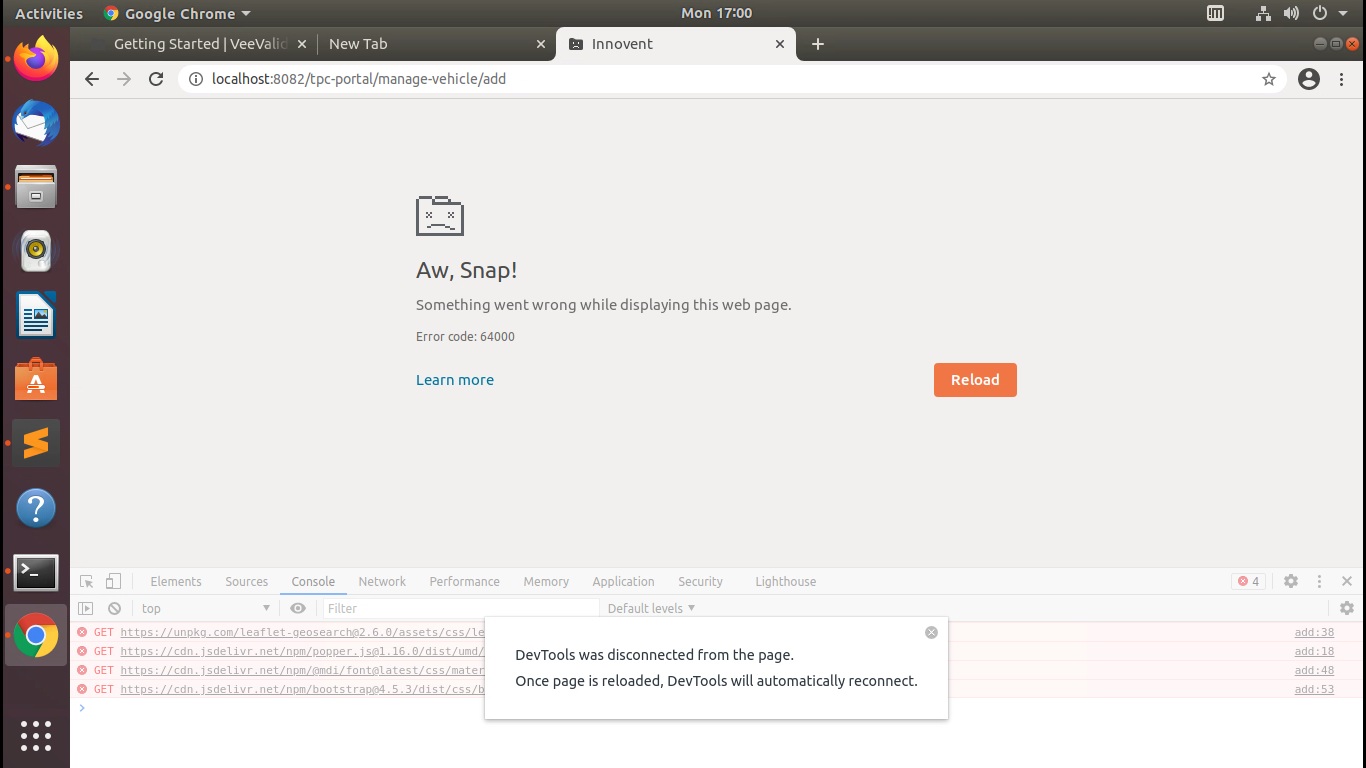 Activities Google Chrome Mon 17:00
Getting Started | VeeValid New Tab Innovent
localhost:8082/tpc-portal/manage-vehicle/add
Aw, Snap!
Something went wrong while displaying this web page.
Error code: 64000
Learn more Reload
Elements Sources Console Network Performance Memory Application Security Lighthouse 4
top Filter Default levels
GET https://unpkg.com/leaflet-geosearch@2.6.0/assets/css/le add:38
GET https://cdn.jsdelivr.net/npm/popper.js@1.16.0/dist/umd/ add:18
GET https://cdn.jsdelivr.net/npm/@mdi/font@latest/css/mater add:48
GET https://cdn.jsdelivr.net/npm/bootstrap@4.5.3/dist/css/b add:53
>
DevTools was disconnected from the page.
Once page is reloaded, DevTools will automatically reconnect.